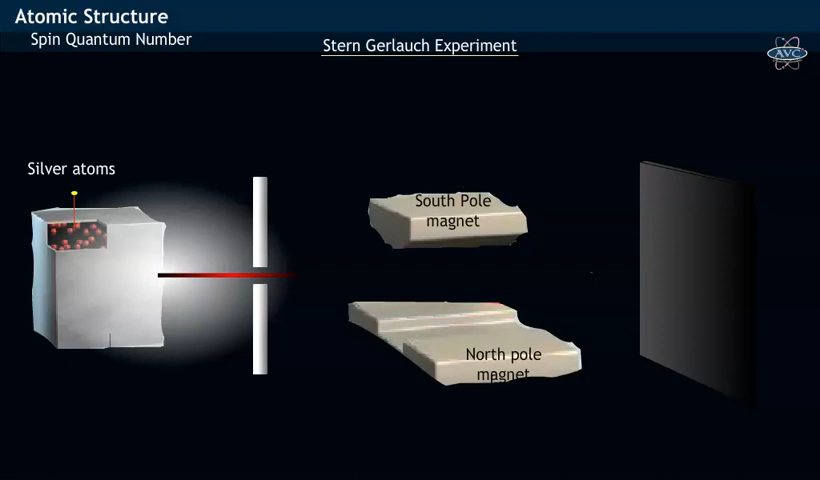 Atomic Structure
Spin Quantum Number
Stern Gerlauch Experiment
AVC
Silver atoms
South Pole
magnet
North pole
magnet